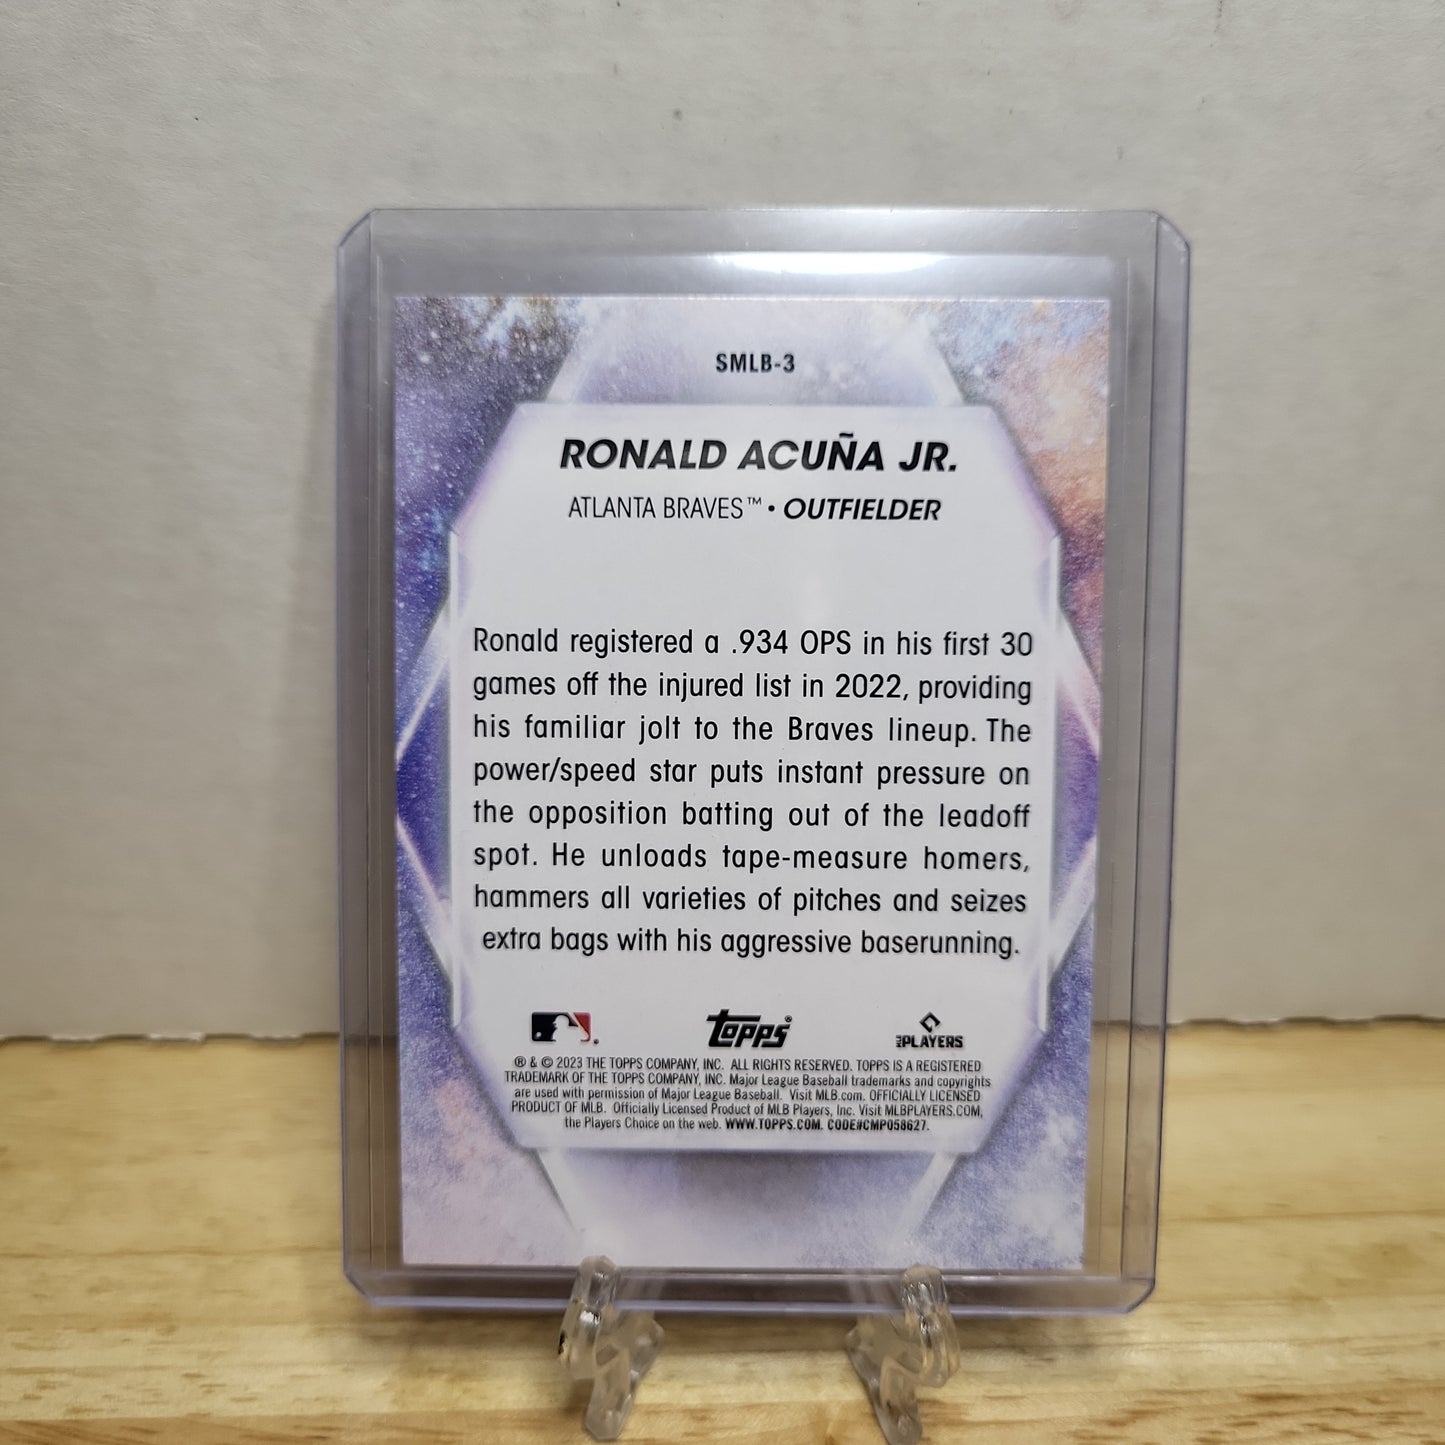 SMLB-3
RONALD ACUÑA JR.
ATLANTA BRAVES™ • OUTFIELDER
Ronald registered a .934 OPS in his first 30
games off the injured list in 2022, providing
his familiar jolt to the Braves lineup. The
power/speed star puts instant pressure on
the opposition batting out of the leadoff
spot. He unloads tape-measure homers,
hammers all varieties of pitches and seizes
extra bags with his aggressive baserunning.
topps®
MLB PLAYERS
® & © 2023 THE TOPPS COMPANY, INC. ALL RIGHTS RESERVED. TOPPS IS A REGISTERED
TRADEMARK OF THE TOPPS COMPANY, INC. Major League Baseball trademarks and copyrights
are used with permission of Major League Baseball. Visit MLB.com. OFFICIALLY LICENSED
PRODUCT OF MLB. Officially Licensed Product of MLB Players, Inc. Visit MLBPLAYERS.COM,
the Players Choice on the web. WWW.TOPPS.COM. CODE#CMP058627.